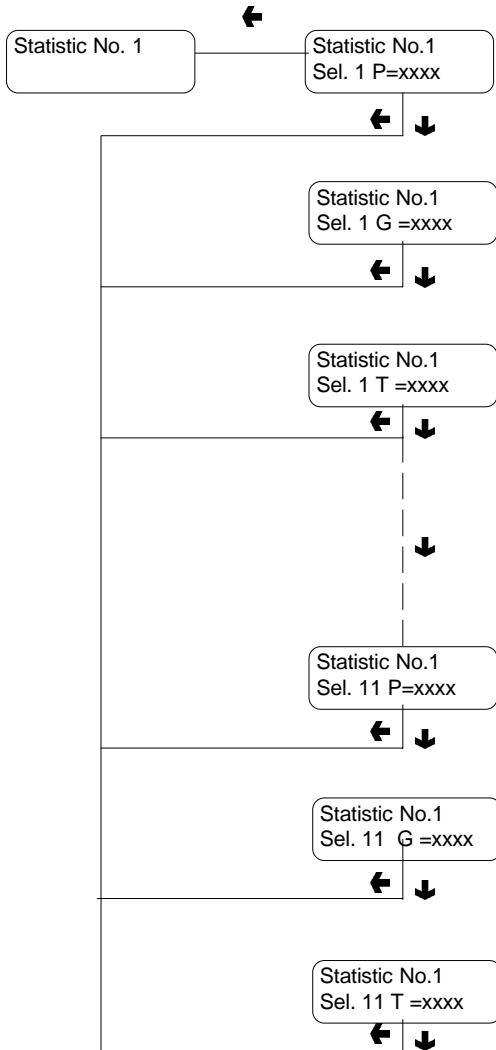 Statistic No. 1
Statistic No.1
Sel. 1 P=xxxx
Statistic No.1
Sel. 1 G =xxxx
Statistic No.1
Sel. 1 T =xxxx
Statistic No.1
Sel. 11 P=xxxx
Statistic No.1
Sel. 11 G =xxxx
Statistic No.1
Sel. 11 T =xxxx